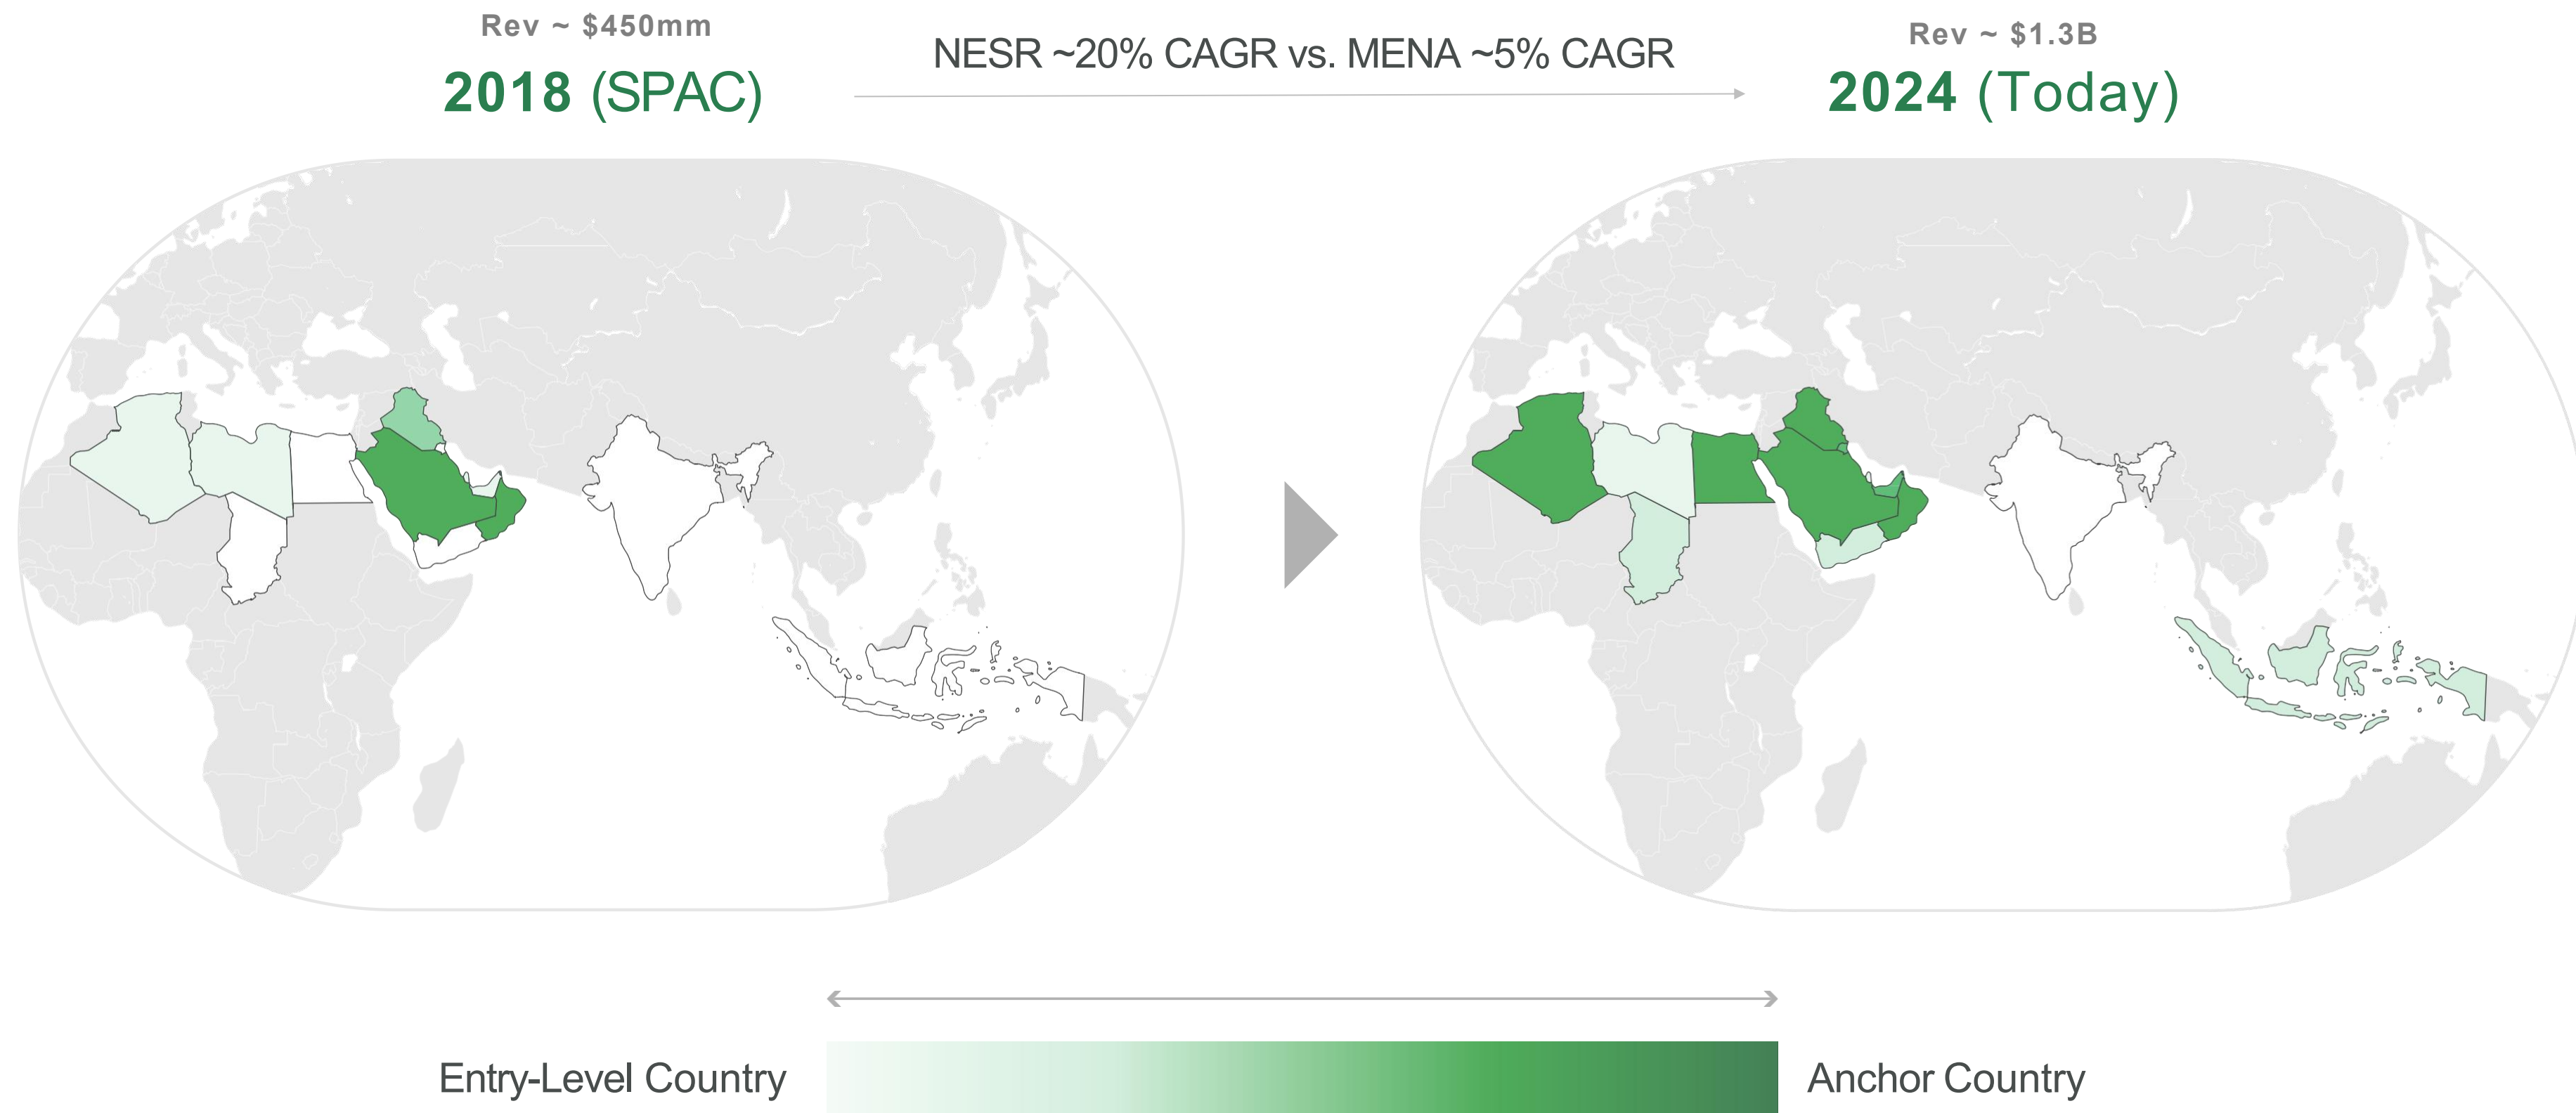 Rev ~ $450mm
2018 (SPAC)
NESR ~20% CAGR vs. MENA ~5% CAGR
Rev ~ $1.3B
2024 (Today)
Entry-Level Country
Anchor Country